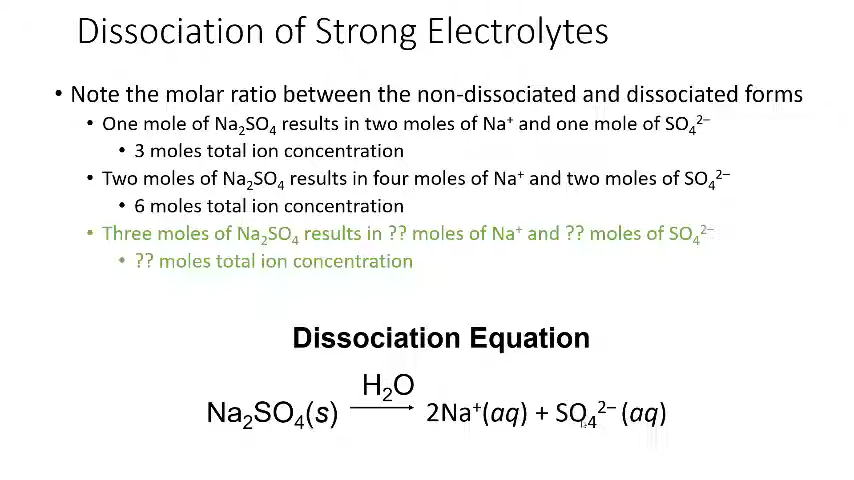 Dissociation of Strong Electrolytes
• Note the molar ratio between the non-dissociated and dissociated forms
• One mole of Na₂SO₄ results in two moles of Na⁺ and one mole of SO₄²⁻
• 3 moles total ion concentration
• Two moles of Na₂SO₄ results in four moles of Na⁺ and two moles of SO₄²⁻
• 6 moles total ion concentration
• Three moles of Na₂SO₄ results in ?? moles of Na⁺ and ?? moles of SO₄²⁻
• ?? moles total ion concentration
Dissociation Equation
H₂O
Na₂SO₄(s) ⟶ 2Na⁺(aq) + SO₄²⁻ (aq)